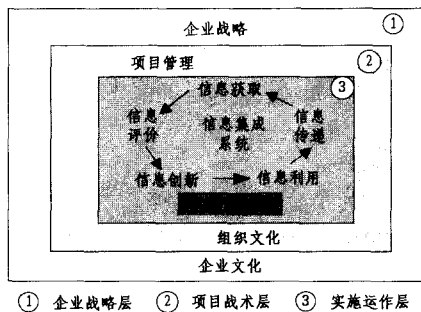 企业战略 ①
②
项目管理
③
信息获取
信息评价
信息集成系统
信息传递
信息创新
信息利用
组织文化
企业文化
① 企业战略层 ② 项目战术层 ③ 实施运作层